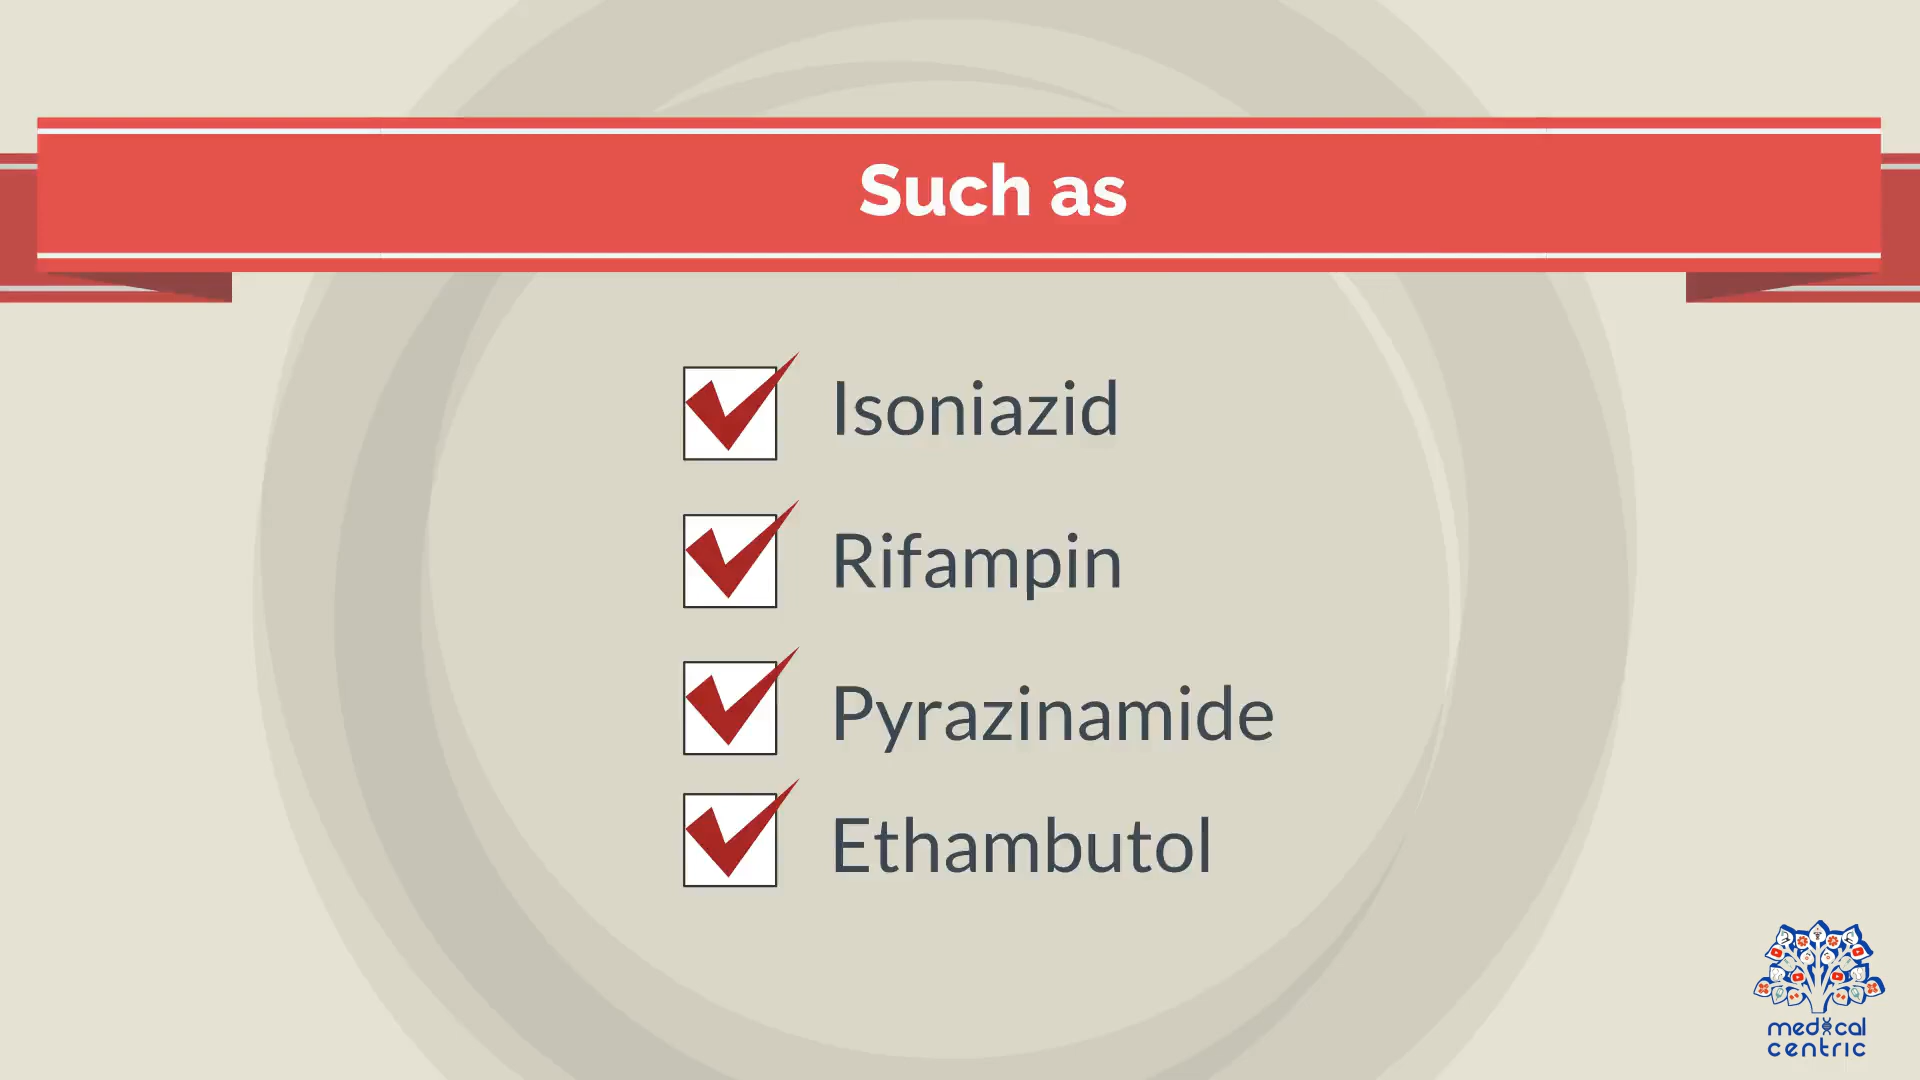 Such as
Isoniazid
Rifampin
Pyrazinamide
Ethambutol
medical
centric